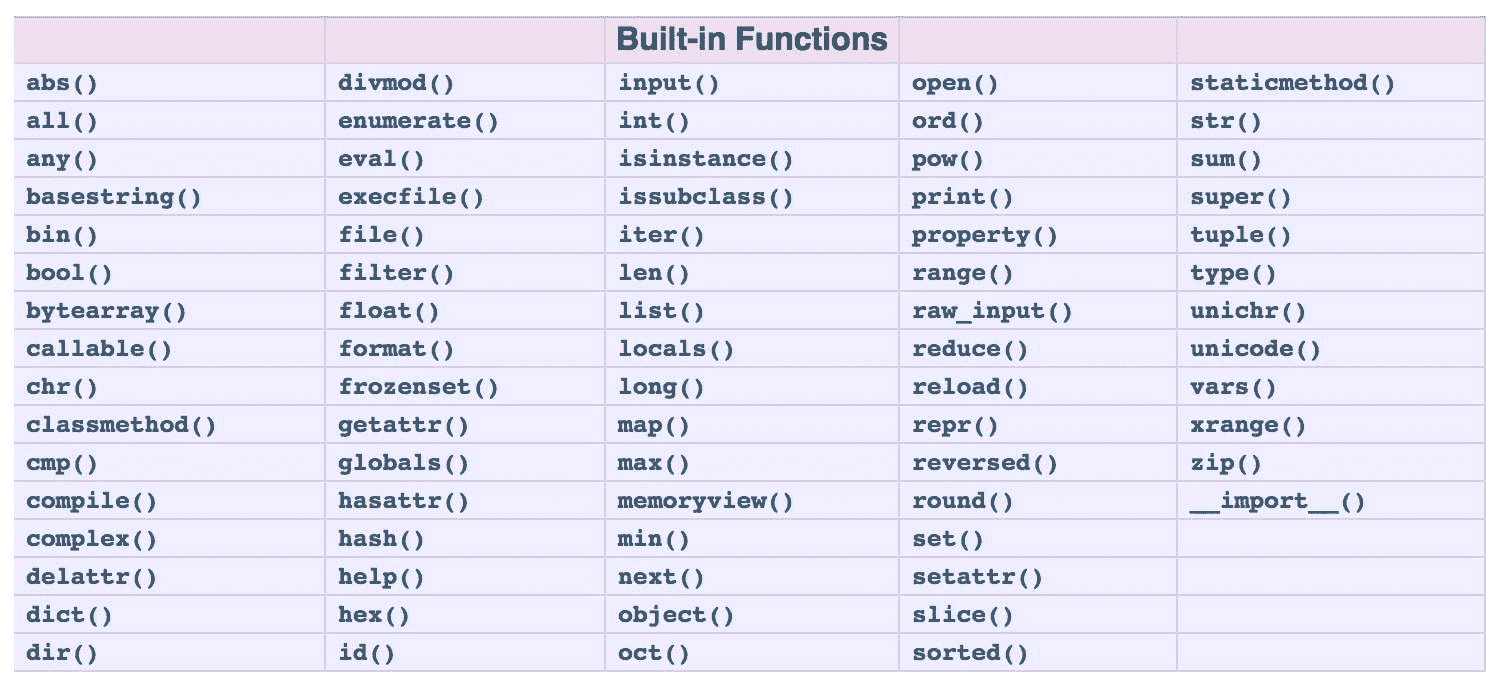 Built-in Functions
abs() divmod() input() open() staticmethod()
all() enumerate() int() ord() str()
any() eval() isinstance() pow() sum()
basestring() execfile() issubclass() print() super()
bin() file() iter() property() tuple()
bool() filter() len() range() type()
bytearray() float() list() raw_input() unichr()
callable() format() locals() reduce() unicode()
chr() frozenset() long() reload() vars()
classmethod() getattr() map() repr() xrange()
cmp() globals() max() reversed() zip()
compile() hasattr() memoryview() round() __import__()
complex() hash() min() set()
delattr() help() next() setattr()
dict() hex() object() slice()
dir() id() oct() sorted()